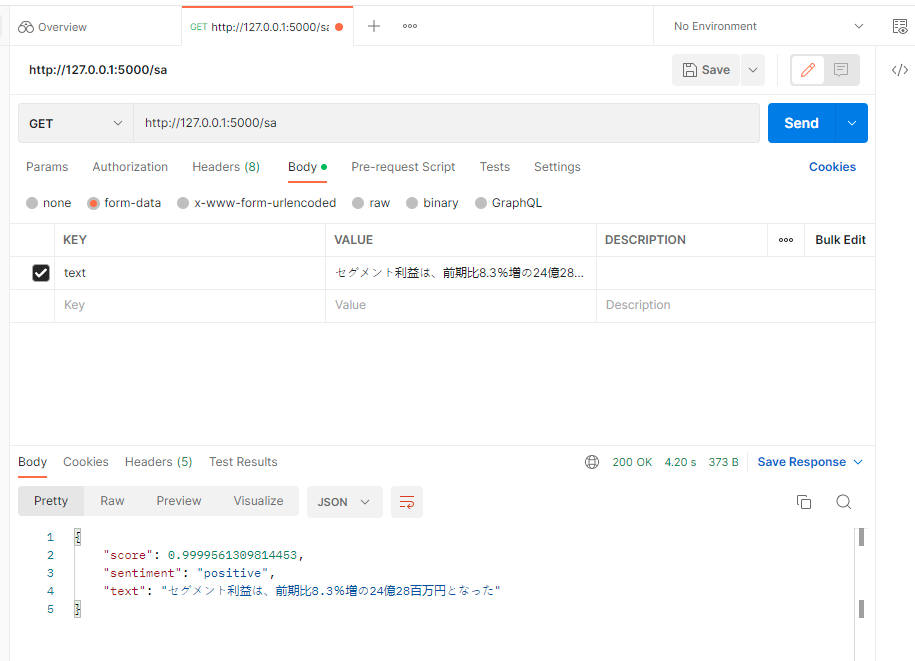 Overview
GET http://127.0.0.1:5000/sa
No Environment
http://127.0.0.1:5000/sa
Save
GET
http://127.0.0.1:5000/sa
Send
Params Authorization Headers (8) Body Pre-request Script Tests Settings Cookies
none form-data x-www-form-urlencoded raw binary GraphQL
KEY VALUE DESCRIPTION Bulk Edit
text セグメント利益は、前期比8.3%増の24億28...
Key Value Description
Body Cookies Headers (5) Test Results 200 OK 4.20 s 373 B Save Response
Pretty Raw Preview Visualize JSON
1 {
2 "score": 0.9999561309814453,
3 "sentiment": "positive",
4 "text": "セグメント利益は、前期比8.3%増の24億28百万円となった"
5 }